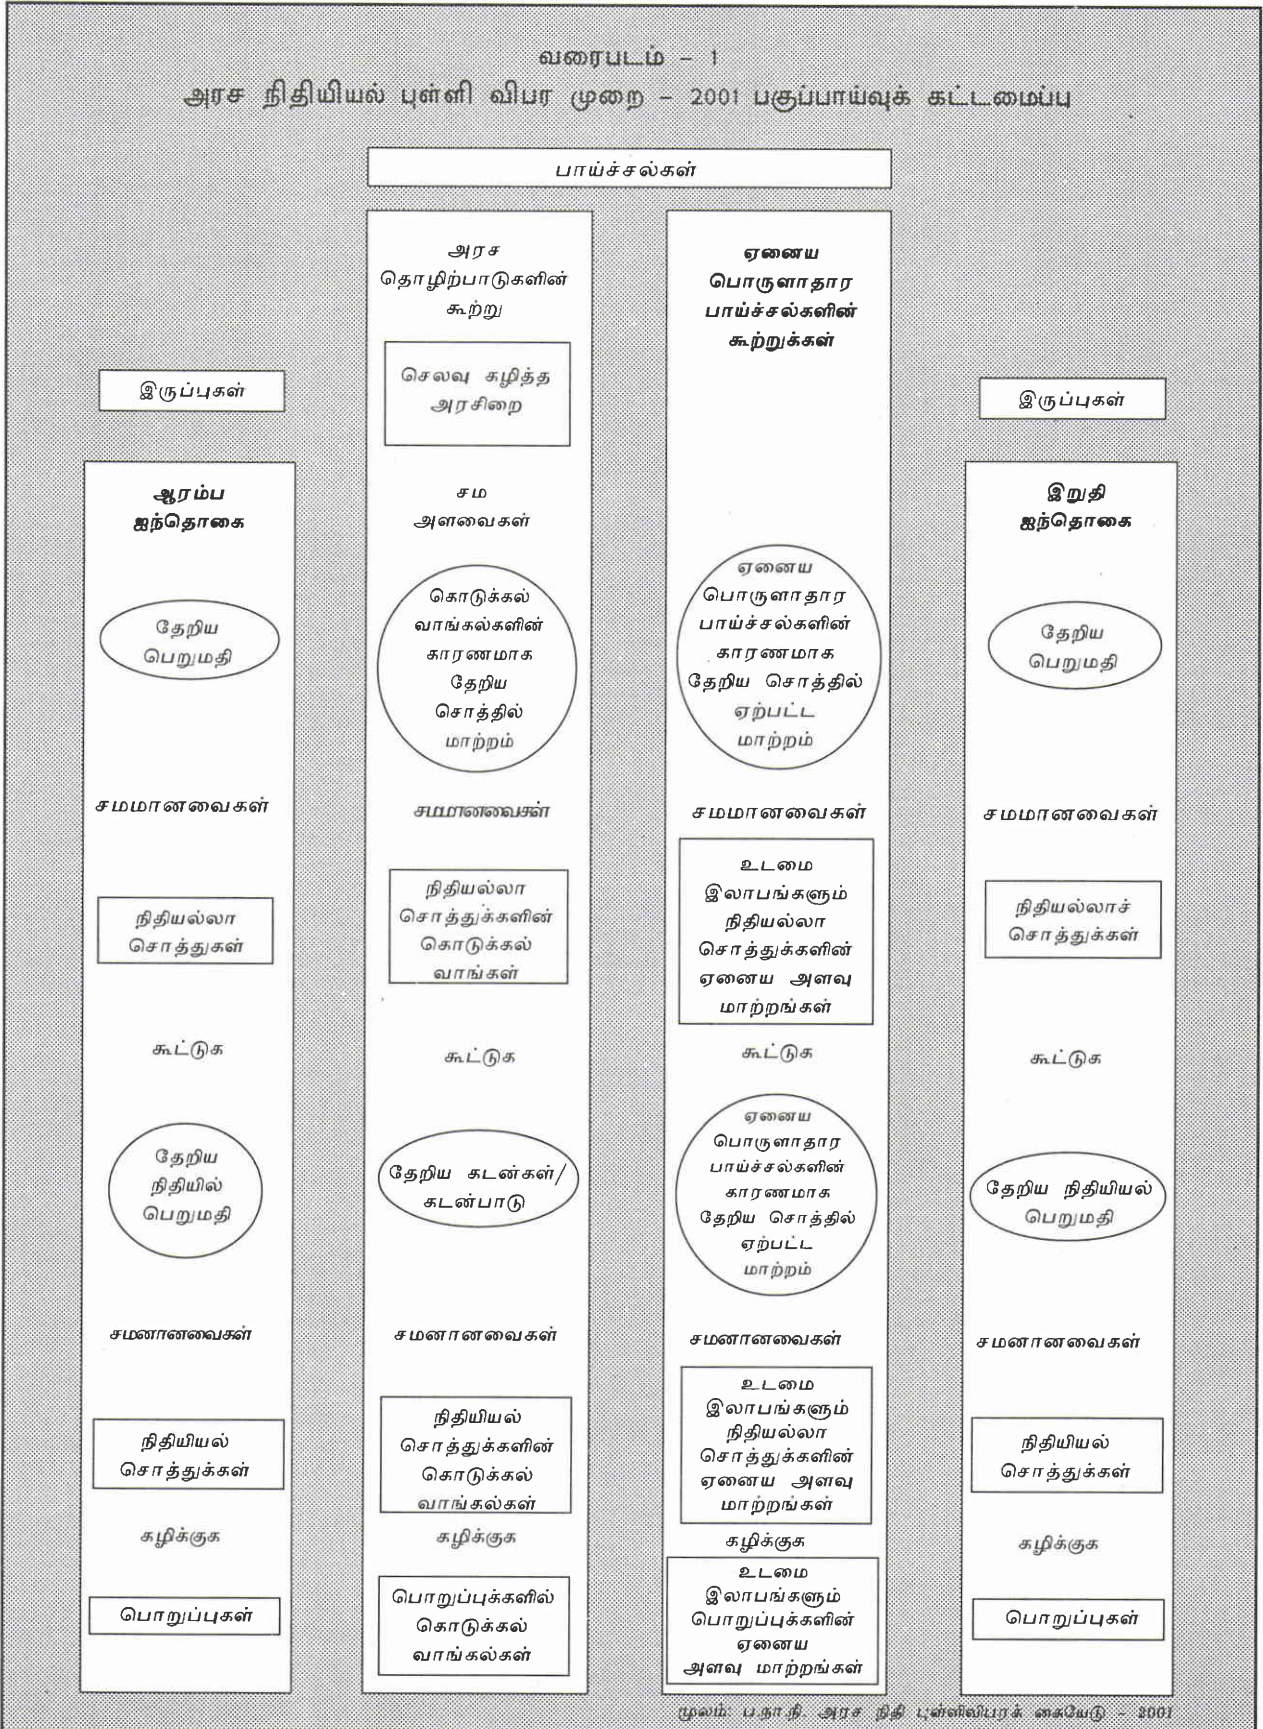 வரைபடம் - 1
அரச நிதியியல் புள்ளி விபர முறை - 2001 பகுப்பாய்வுக் கட்டமைப்பு
பாய்ச்சல்கள்
இருப்புகள்
ஆரம்ப
ஐந்தொகை
தேறிய
பெறுமதி
சமமானவைகள்
நிதியல்லா
சொத்துகள்
கூட்டுக
தேறிய
நிதியில்
பெறுமதி
சமனானவைகள்
நிதியியல்
சொத்துக்கள்
கழிக்குக
பொறுப்புகள்
அரச
தொழிற்பாடுகளின்
கூற்று
செலவு கழித்த
அரசிறை
சம
அளவைகள்
கொடுக்கல்
வாங்கல்களின்
காரணமாக
தேறிய
சொத்தில்
மாற்றம்
சமமானவைகள்
நிதியல்லா
சொத்துக்களின்
கொடுக்கல்
வாங்கள்
கூட்டுக
தேறிய கடன்கள்/
கடன்பாடு
சமனானவைகள்
நிதியியல்
சொத்துக்களின்
கொடுக்கல்
வாங்கல்கள்
கழிக்குக
பொறுப்புக்களில்
கொடுக்கல்
வாங்கல்கள்
ஏனைய
பொருளாதார
பாய்ச்சல்களின்
கூற்றுக்கள்
ஏனைய
பொருளாதார
பாய்ச்சல்களின்
காரணமாக
தேறிய சொத்தில்
ஏற்பட்ட
மாற்றம்
சமமானவைகள்
உடமை
இலாபங்களும்
நிதியல்லா
சொத்துக்களின்
ஏனைய அளவு
மாற்றங்கள்
கூட்டுக
ஏனைய
பொருளாதார
பாய்ச்சல்களின்
காரணமாக
தேறிய சொத்தில்
ஏற்பட்ட
மாற்றம்
சமனானவைகள்
உடமை
இலாபங்களும்
நிதியல்லா
சொத்துக்களின்
ஏனைய அளவு
மாற்றங்கள்
கழிக்குக
உடமை
இலாபங்களும்
பொறுப்புக்களின்
ஏனைய
அளவு மாற்றங்கள்
இருப்புகள்
இறுதி
ஐந்தொகை
தேறிய
பெறுமதி
சமமானவைகள்
நிதியல்லாச்
சொத்துக்கள்
கூட்டுக
தேறிய நிதியியல்
பெறுமதி
சமனானவைகள்
நிதியியல்
சொத்துக்கள்
கழிக்குக
பொறுப்புகள்
மூலம்: ப.நா.நி. அரச நிதி புள்ளிவிபரக் கையேடு - 2001